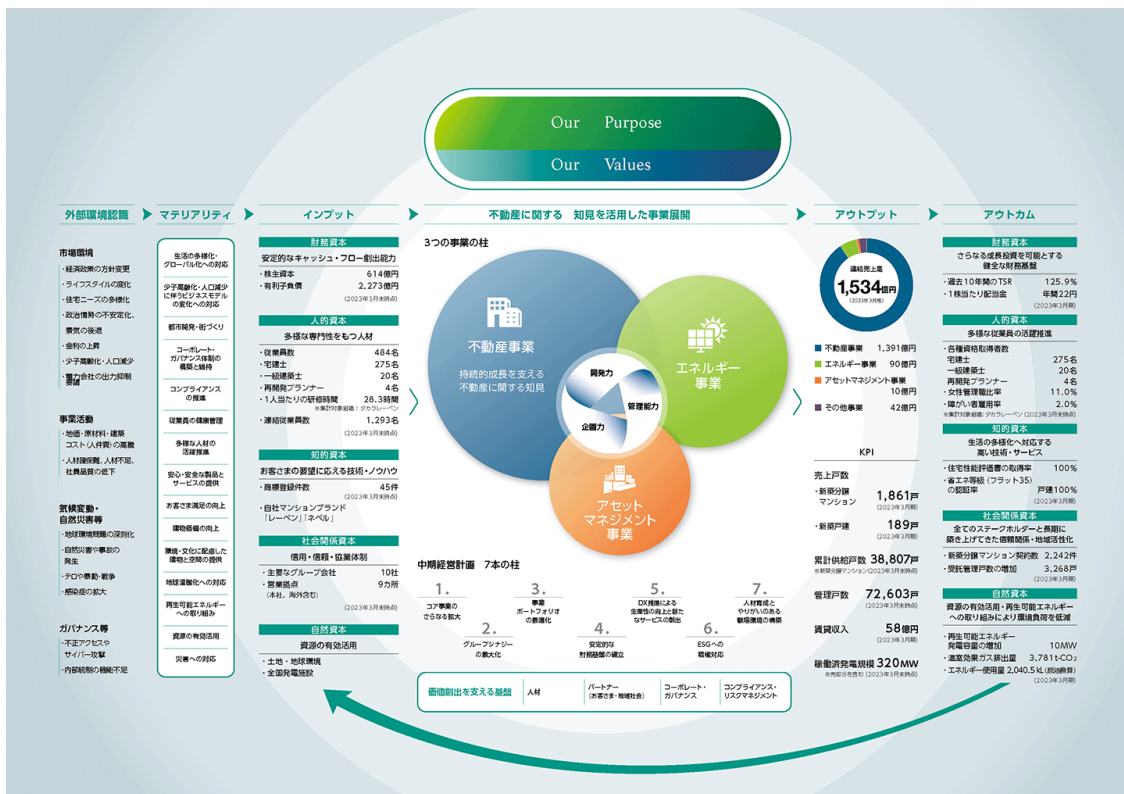 Our Purpose
Our Values
外部環境認識
市場環境
・経済政策の方針変更
・ライフスタイルの変化
・住宅ニーズの多様化
・政治情勢の不安定化、
景気の後退
・金利の上昇
・少子高齢化・人口減少
・電力会社の出力抑制
要請
事業活動
・地価・原材料・建築
コスト(人件費)の高騰
・人材確保難、人材不足、
社員品質の低下
気候変動・
自然災害等
・地球環境問題の深刻化
・自然災害や事故の
発生
・テロや暴動・戦争
・感染症の拡大
ガバナンス等
・不正アクセスや
サイバー攻撃
・内部統制の機能不足
マテリアリティ
生活の多様化・
グローバル化への対応
少子高齢化・人口減少
に伴うビジネスモデル
の変化への対応
都市開発・街づくり
コーポレート・
ガバナンス体制の
構築と維持
コンプライアンス
の推進
従業員の健康管理
多様な人材の
活躍推進
安心・安全な製品と
サービスの提供
お客さま満足の向上
建物価値の向上
環境・文化に配慮した
建物と空間の提供
地球温暖化への対応
再生可能エネルギー
への取り組み
資源の有効活用
災害への対応
インプット
財務資本
安定的なキャッシュ・フロー創出能力
・株主資本 614億円
・有利子負債 2,273億円
(2023年3月末時点)
人的資本
多様な専門性をもつ人材
・従業員数 484名
・宅建士 275名
・一級建築士 20名
・再開発プランナー 4名
・1人当たりの研修時間 28.3時間
※集計対象組織:タカラレーベン
・連結従業員数 1,293名
(2023年3月末時点)
知的資本
お客さまの要望に応える技術・ノウハウ
・商標登録件数 45件
(2023年3月末時点)
・自社マンションブランド
「レーベン」「ネベル」
社会関係資本
信用・信頼・協業体制
・主要なグループ会社 10社
・営業拠点 9カ所
(本社、海外含む)
(2023年3月末時点)
自然資本
資源の有効活用
・土地・地球環境
・全国発電施設
不動産に関する 知見を活用した事業展開
3つの事業の柱
不動産事業
持続的成長を支える
不動産に関する知見
エネルギー
事業
開発力
管理能力
企画力
アセット
マネジメント
事業
中期経営計画 7本の柱
1.
コア事業の
さらなる拡大
2.
グループシナジー
の最大化
3.
事業
ポートフォリオ
の最適化
4.
安定的な
財務基盤の確立
5.
DX推進による
生産性の向上と新た
なサービスの創出
6.
ESGへの
積極対応
7.
人材育成と
やりがいのある
職場環境の構築
価値創出を支える基盤
人材
パートナー
(お客さま・地域社会)
コーポレート・
ガバナンス
コンプライアンス・
リスクマネジメント
アウトプット
連結売上高
1,534億円
(2023年3月期)
不動産事業 1,391億円
エネルギー事業 90億円
アセットマネジメント事業
10億円
その他事業 42億円
KPI
売上戸数
・新築分譲
マンション 1,861戸
(2023年3月期)
・新築戸建 189戸
(2023年3月期)
累計供給戸数 38,807戸
※新築分譲マンション(2023年3月末時点)
管理戸数 72,603戸
(2023年3月末時点)
賃貸収入 58億円
(2023年3月期)
稼働済発電規模 320MW
※売却分を含む(2023年3月末時点)
アウトカム
財務資本
さらなる成長投資を可能とする
健全な財務基盤
・過去10年間のTSR 125.9%
・1株当たり配当金 年間22円
(2023年3月期)
人的資本
多様な従業員の活躍推進
・各種資格取得者数
宅建士 275名
一級建築士 20名
再開発プランナー 4名
・女性管理職比率 11.0%
・障がい者雇用率 2.0%
※集計対象組織:タカラレーベン(2023年3月末時点)
知的資本
生活の多様化へ対応する
高い技術・サービス
・住宅性能評価書の取得率 100%
・省エネ等級(フラット35)
の認証率 戸建100%
(2023年3月期)
社会関係資本
全てのステークホルダーと長期に
築き上げてきた信頼関係・地域活性化
・新築分譲マンション契約数 2,242件
・受託管理戸数の増加 3,268戸
(2023年3月期)
自然資本
資源の有効活用・再生可能エネルギー
への取り組みにより環境負荷を低減
・再生可能エネルギー
発電容量の増加 10MW
・温室効果ガス排出量 3,781t-CO₂
・エネルギー使用量 2,040.5kL(原油換算)
(2023年3月期)